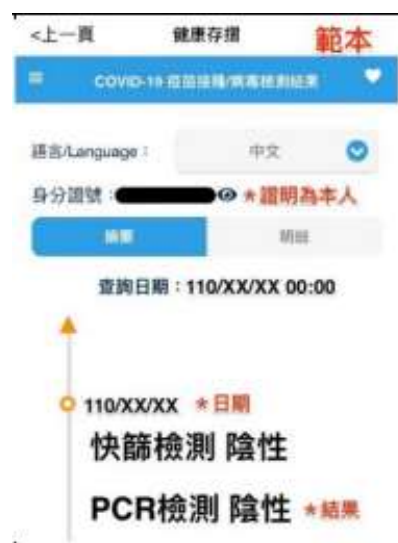 <上一頁 健康存摺 範本
COVID-19 疫苗接種/病毒檢測結果
語言/Language： 中文
身分證號： *證明為本人
摘要 明細
查詢日期：110/XX/XX 00:00
110/XX/XX *日期
快篩檢測 陰性
PCR檢測 陰性 *結果